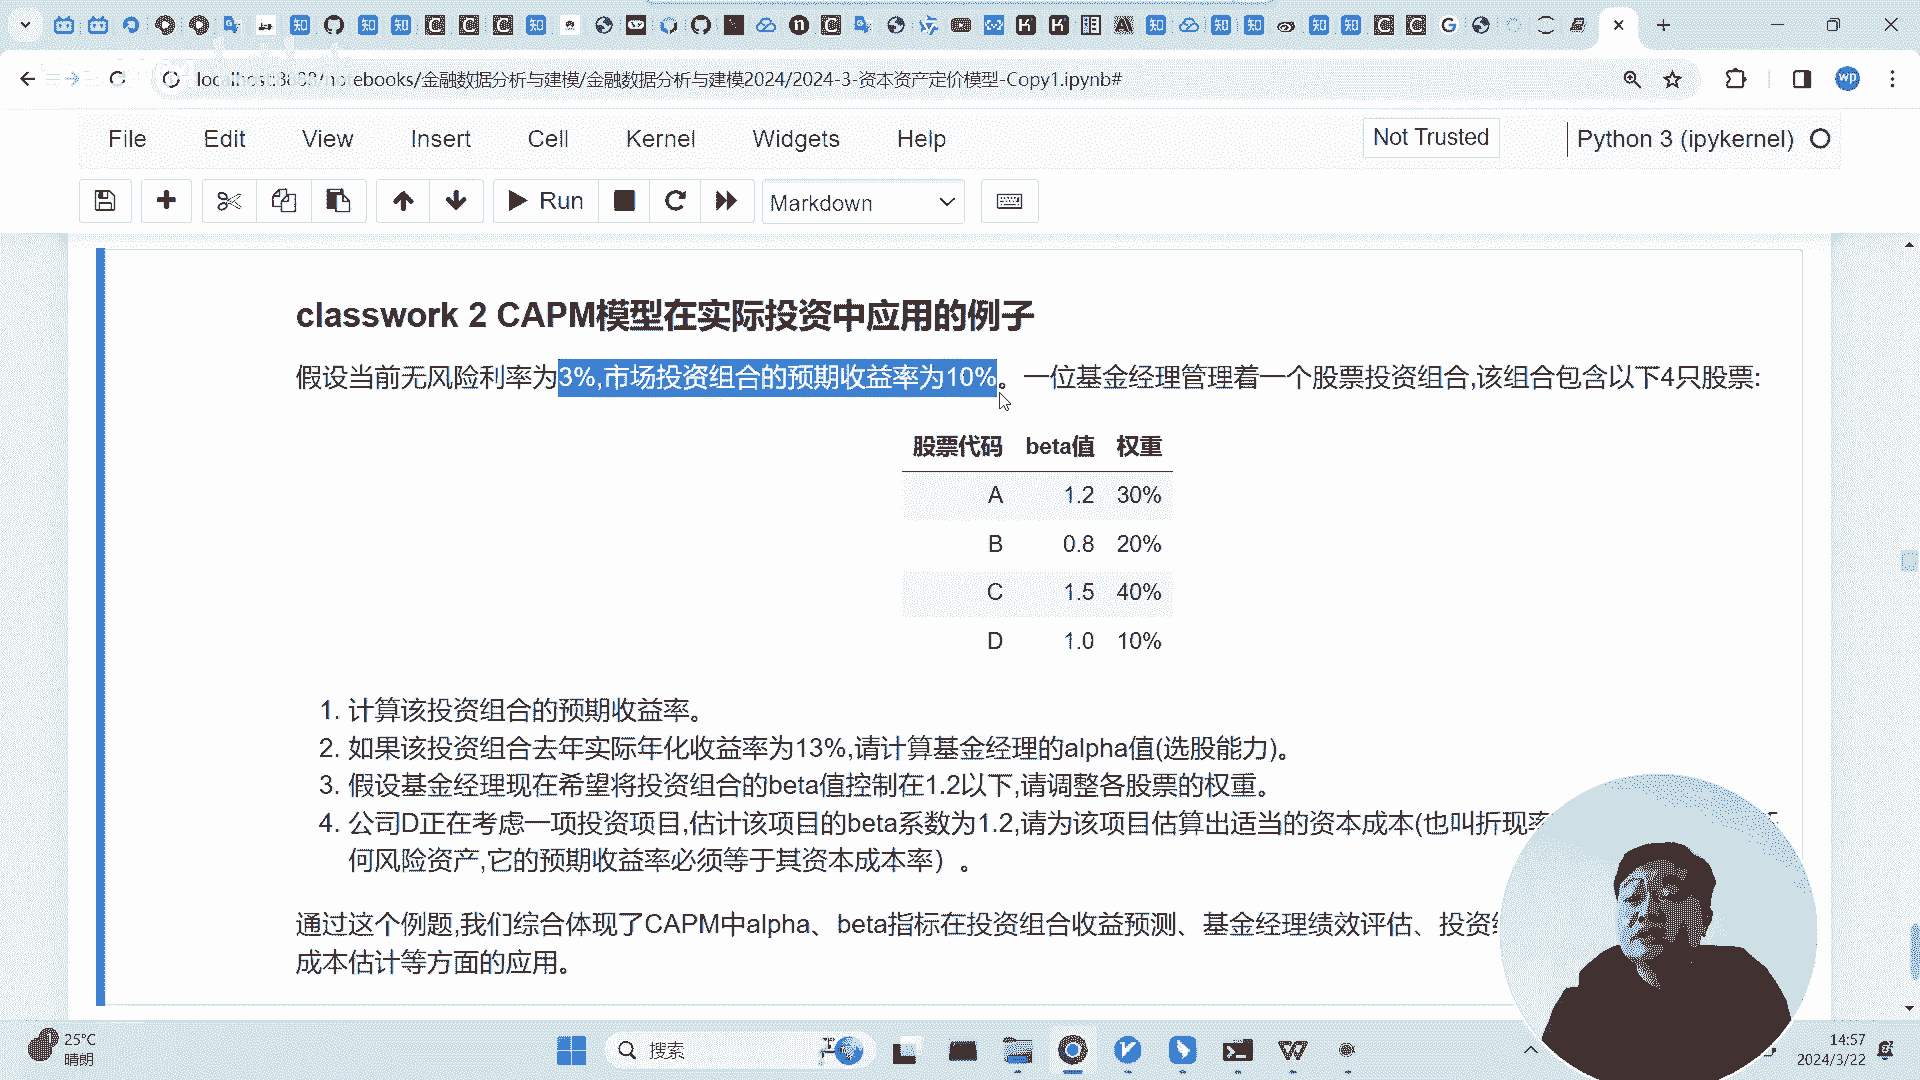 localhost:8888/notebooks/金融数据分析与建模/金融数据分析与建模2024/2024-3-资本资产定价模型-Copy1.ipynb#
wp
File Edit View Insert Cell Kernel Widgets Help Not Trusted Python 3 (ipykernel)
Run Markdown
classwork 2 CAPM模型在实际投资中应用的例子
假设当前无风险利率为3%,市场投资组合的预期收益率为10%。一位基金经理管理着一个股票投资组合,该组合包含以下4只股票:
股票代码 beta值 权重
A 1.2 30%
B 0.8 20%
C 1.5 40%
D 1.0 10%
1. 计算该投资组合的预期收益率。
2. 如果该投资组合去年实际年化收益率为13%,请计算基金经理的alpha值(选股能力)。
3. 假设基金经理现在希望将投资组合的beta值控制在1.2以下,请调整各股票的权重。
4. 公司D正在考虑一项投资项目,估计该项目的beta系数为1.2,请为该项目估算出适当的资本成本(也叫折现率
何风险资产,它的预期收益率必须等于其资本成本率）。
通过这个例题,我们综合体现了CAPM中alpha、beta指标在投资组合收益预测、基金经理绩效评估、投资
成本估计等方面的应用。
25°C
晴朗
搜索
14:57
2024/3/22